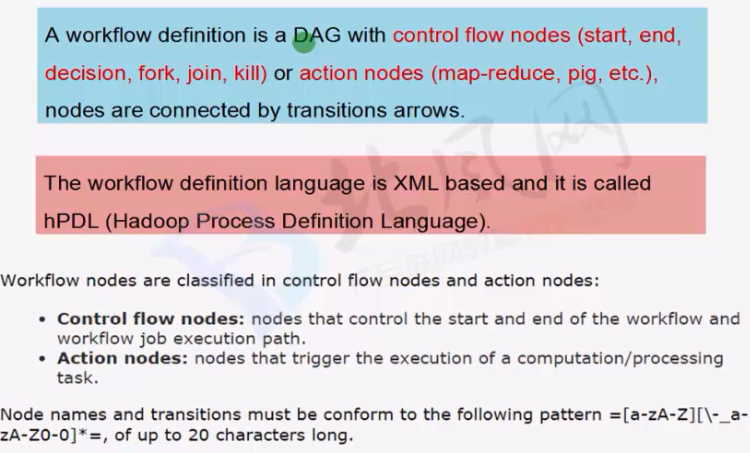 A workflow definition is a DAG with control flow nodes (start, end,
decision, fork, join, kill) or action nodes (map-reduce, pig, etc.),
nodes are connected by transitions arrows.
The workflow definition language is XML based and it is called
hPDL (Hadoop Process Definition Language).
北风网
Workflow nodes are classified in control flow nodes and action nodes:
• Control flow nodes: nodes that control the start and end of the workflow and
workflow job execution path.
• Action nodes: nodes that trigger the execution of a computation/processing
task.
Node names and transitions must be conform to the following pattern =[a-zA-Z][\-_a-
zA-Z0-0]*=, of up to 20 characters long.